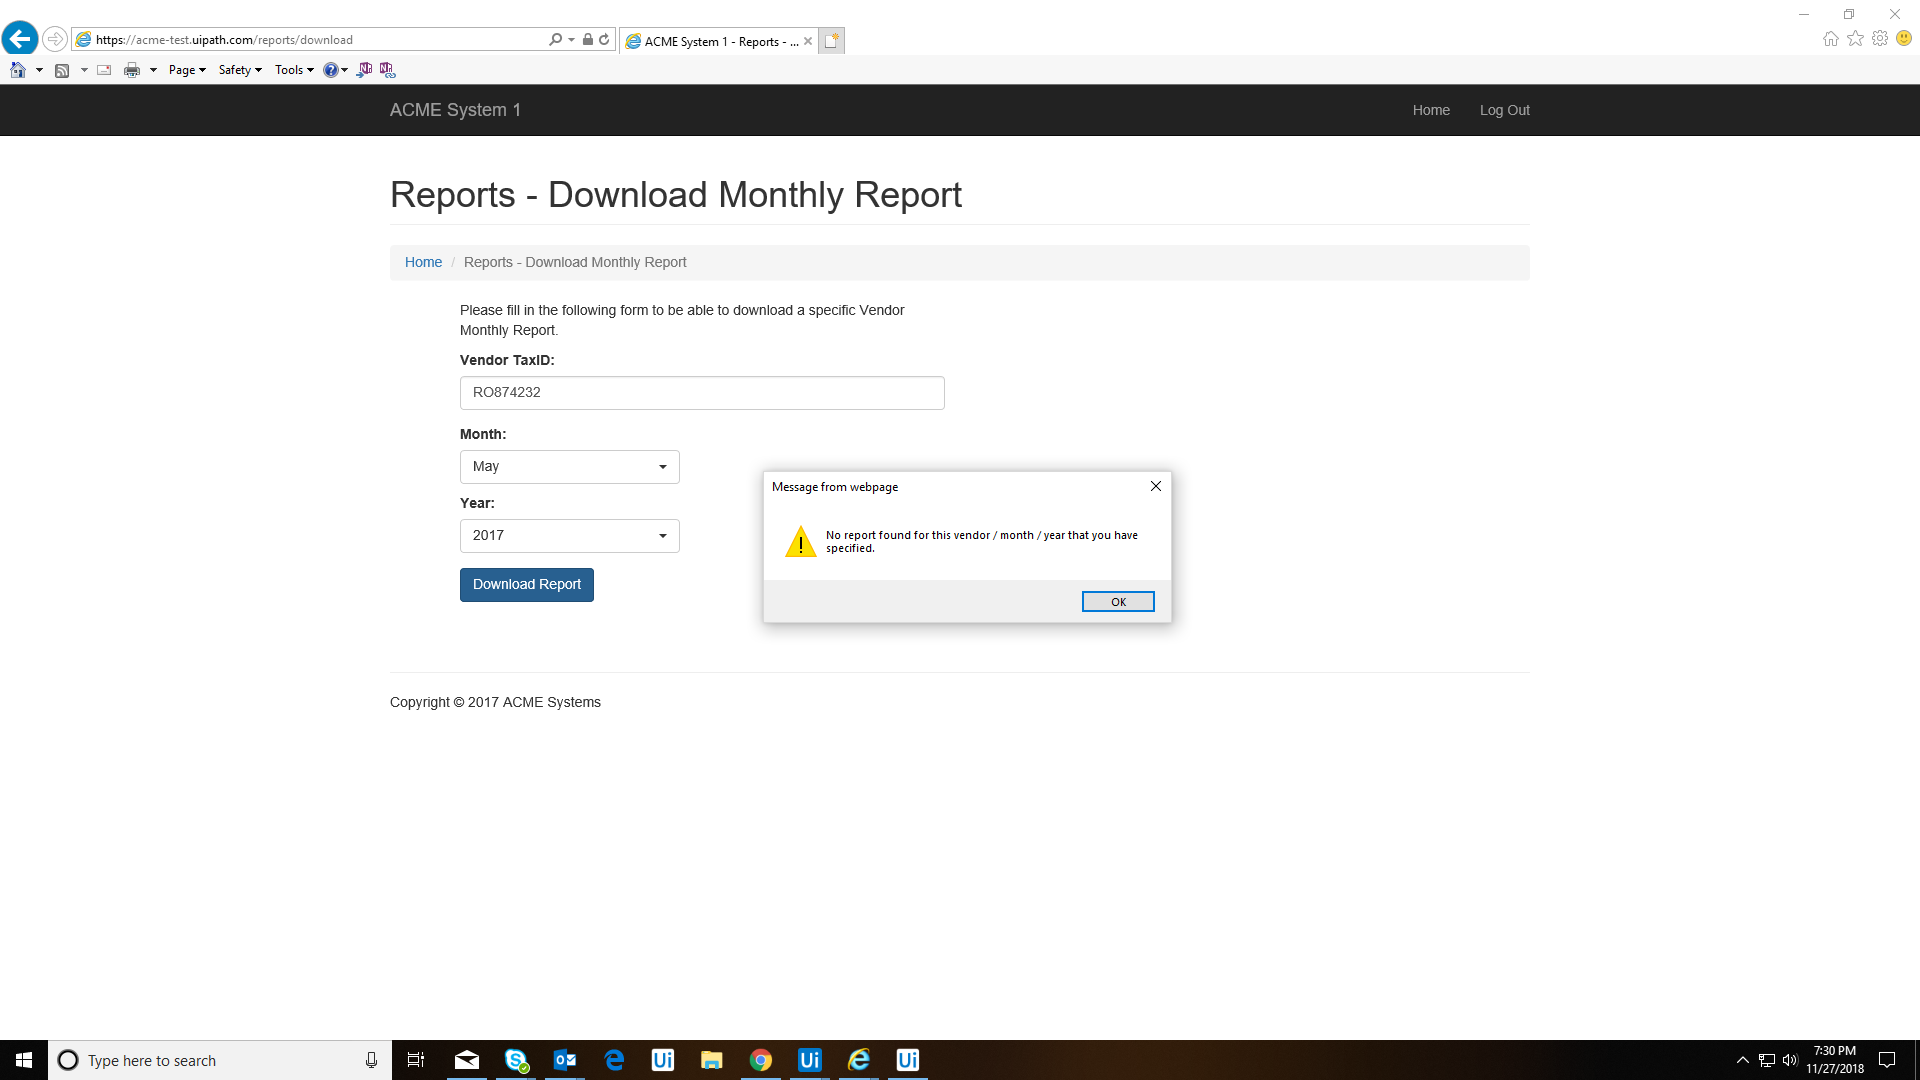 https://acme-test.uipath.com/reports/download
ACME System 1 - Reports - ...
Page
Safety
Tools
ACME System 1
Home
Log Out
Reports - Download Monthly Report
Home / Reports - Download Monthly Report
Please fill in the following form to be able to download a specific Vendor
Monthly Report.
Vendor TaxID:
RO874232
Month:
May
Year:
2017
Download Report
Message from webpage
No report found for this vendor / month / year that you have
specified.
OK
Copyright © 2017 ACME Systems
Type here to search
Ui
Ui
Ui
7:30 PM
11/27/2018